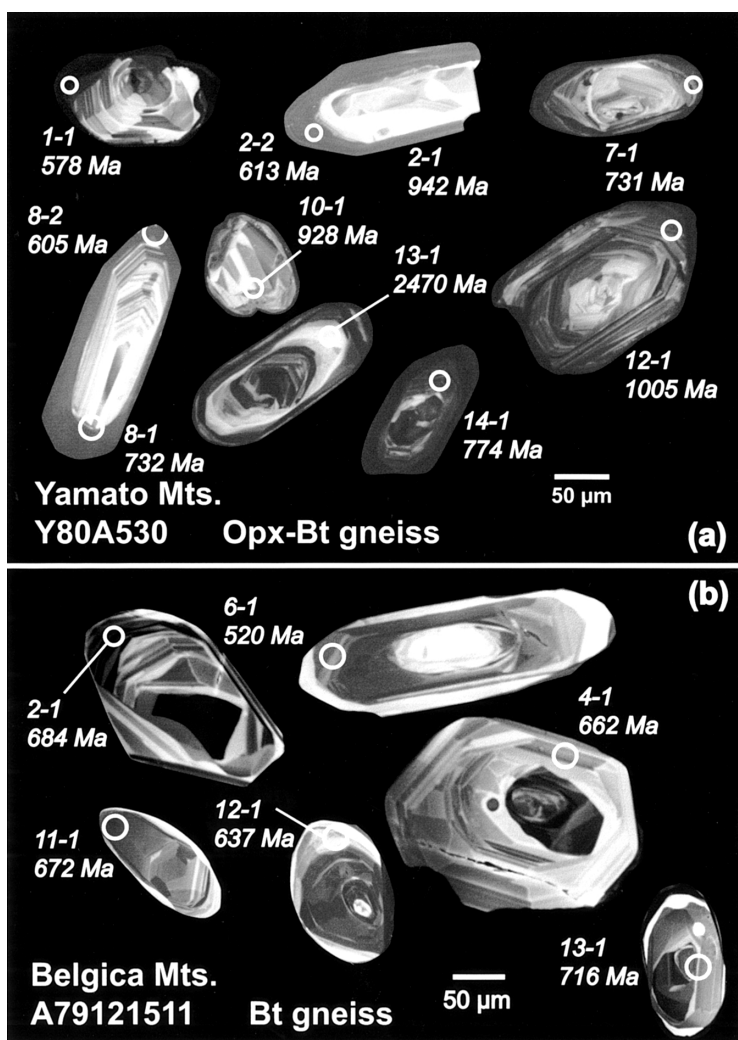 1-1
578 Ma
2-2
613 Ma
2-1
942 Ma
7-1
731 Ma
8-2
605 Ma
10-1
928 Ma
13-1
2470 Ma
12-1
1005 Ma
8-1
732 Ma
14-1
774 Ma
50 µm
Yamato Mts.
Y80A530 Opx-Bt gneiss
(a)
(b)
6-1
520 Ma
2-1
684 Ma
4-1
662 Ma
11-1
672 Ma
12-1
637 Ma
13-1
716 Ma
Belgica Mts.
A79121511 Bt gneiss
50 µm